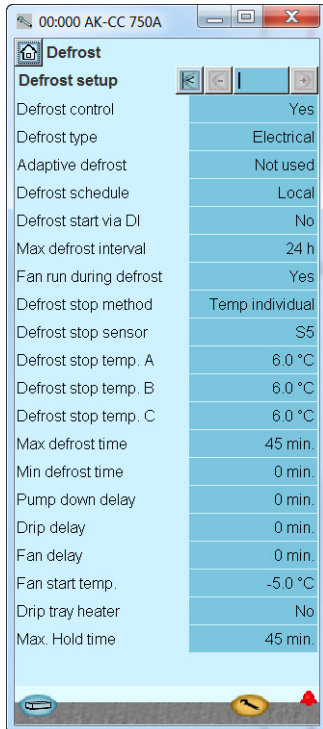 00:000 AK-CC 750A
Defrost
Defrost setup
Defrost control Yes
Defrost type Electrical
Adaptive defrost Not used
Defrost schedule Local
Defrost start via DI No
Max defrost interval 24 h
Fan run during defrost Yes
Defrost stop method Temp individual
Defrost stop sensor S5
Defrost stop temp. A 6.0 °C
Defrost stop temp. B 6.0 °C
Defrost stop temp. C 6.0 °C
Max defrost time 45 min.
Min defrost time 0 min.
Pump down delay 0 min.
Drip delay 0 min.
Fan delay 0 min.
Fan start temp. -5.0 °C
Drip tray heater No
Max. Hold time 45 min.